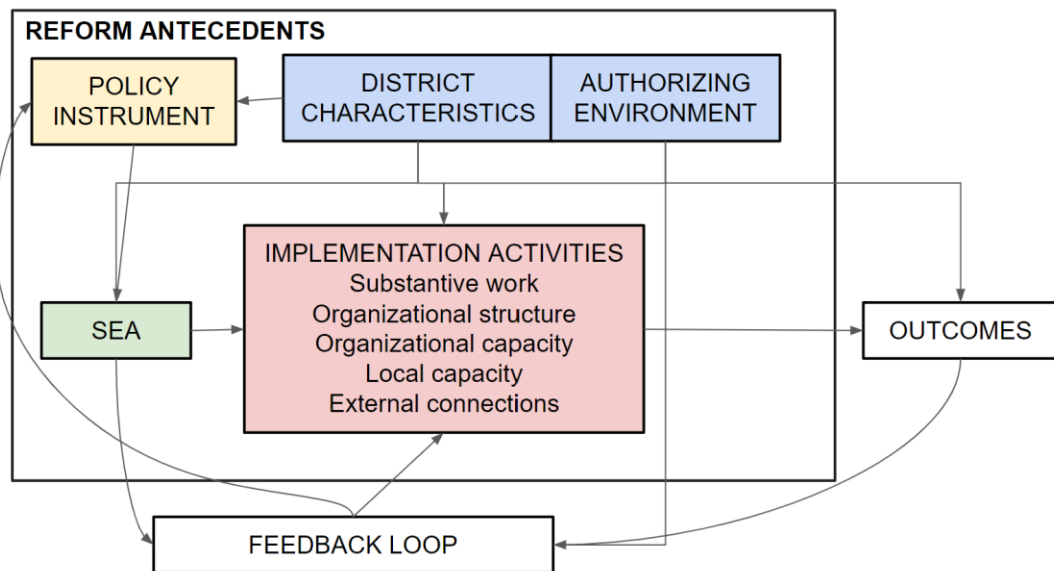 REFORM ANTECEDENTS
POLICY
INSTRUMENT
DISTRICT
CHARACTERISTICS
AUTHORIZING
ENVIRONMENT
IMPLEMENTATION ACTIVITIES
Substantive work
Organizational structure
Organizational capacity
Local capacity
External connections
SEA
OUTCOMES
FEEDBACK LOOP